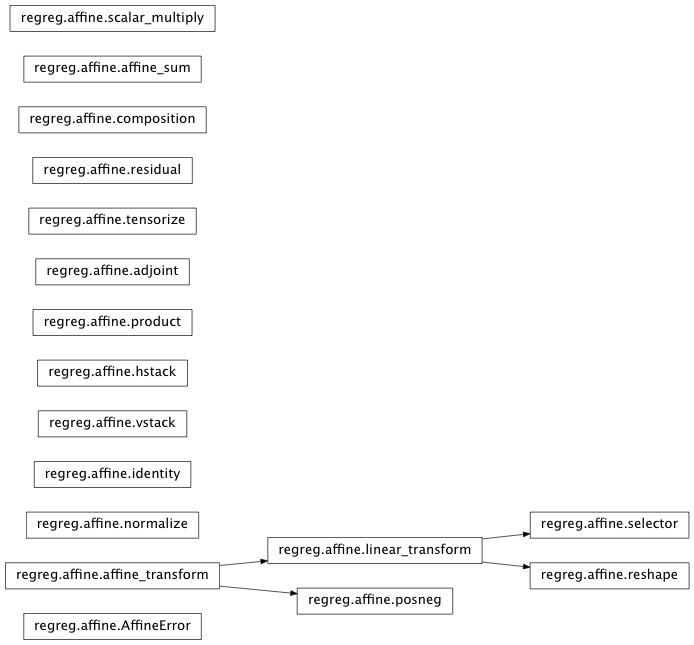 regreg.affine.scalar_multiply
regreg.affine.affine_sum
regreg.affine.composition
regreg.affine.residual
regreg.affine.tensorize
regreg.affine.adjoint
regreg.affine.product
regreg.affine.hstack
regreg.affine.vstack
regreg.affine.identity
regreg.affine.normalize
regreg.affine.selector
regreg.affine.linear_transform
regreg.affine.affine_transform
regreg.affine.reshape
regreg.affine.posneg
regreg.affine.AffineError